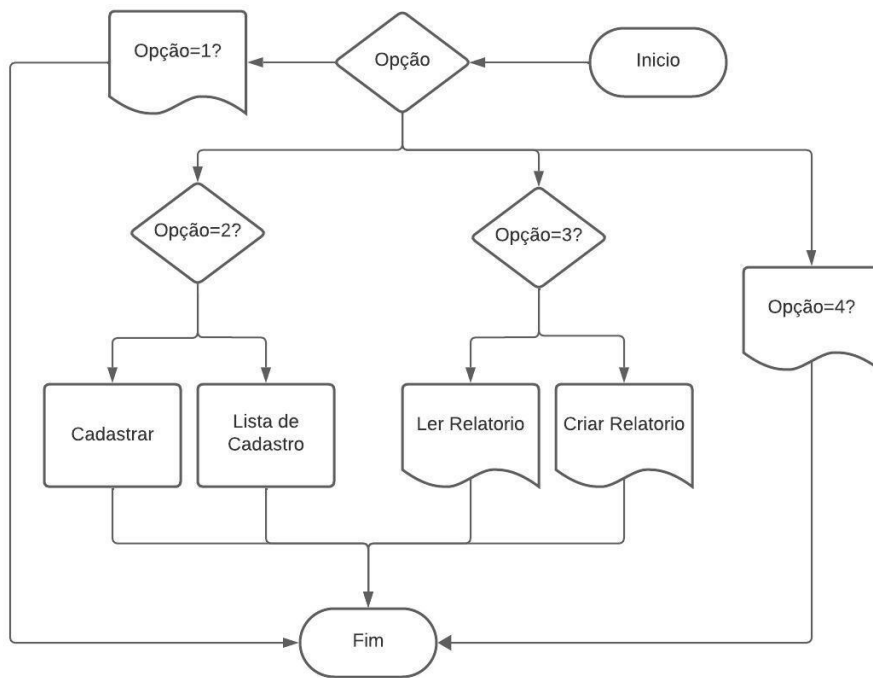 Opção=1?
Opção
Inicio
Opção=2?
Opção=3?
Opção=4?
Cadastrar
Lista de
Cadastro
Ler Relatorio
Criar Relatorio
Fim